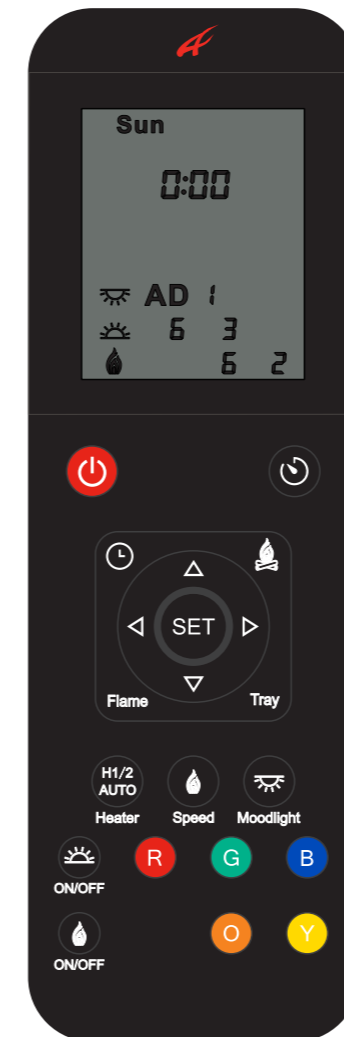 Sun
0:00
AD 1
6 3
6 2
SET
Flame Tray
H1/2
AUTO
Heater Speed Moodlight
R G B
ON/OFF
O Y
ON/OFF